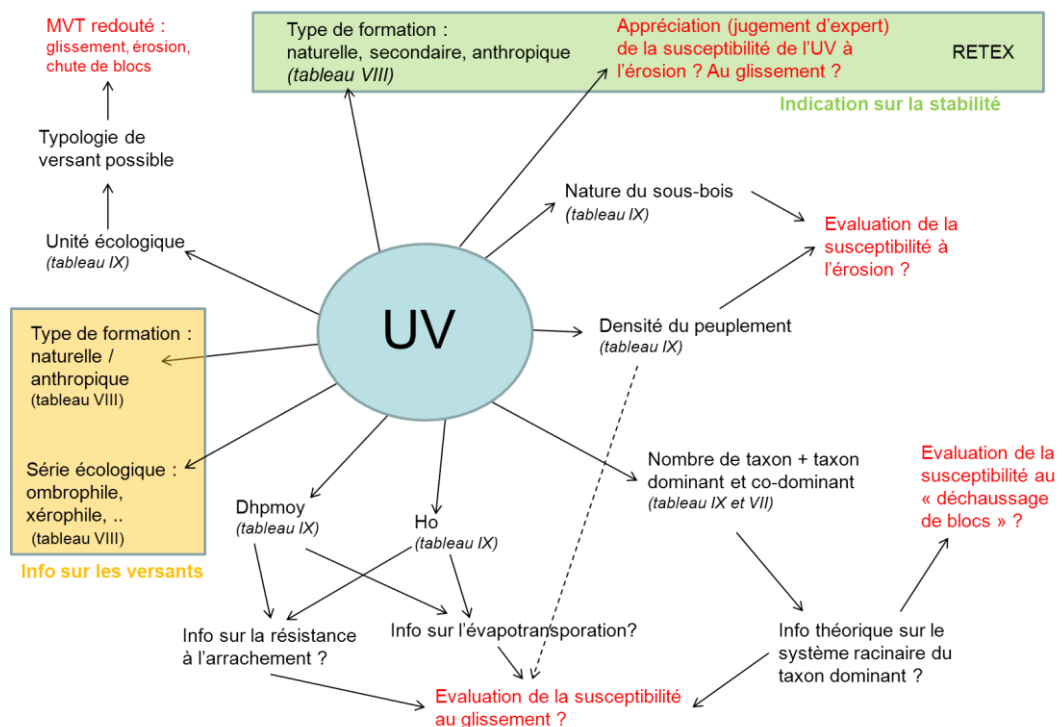 MVT redouté :
glissement, érosion,
chute de blocs
Type de formation :
naturelle, secondaire, anthropique
(tableau VIII)
Appréciation (jugement d'expert)
de la susceptibilité de l'UV à
l'érosion ? Au glissement ?
RETEX
Indication sur la stabilité
Typologie de
versant possible
Nature du sous-bois
(tableau IX)
Unité écologique
(tableau IX)
Evaluation de la
susceptibilité à
l'érosion ?
UV
Densité du peuplement
(tableau IX)
Type de formation :
naturelle /
anthropique
(tableau VIII)
Série écologique :
ombrophile,
xérophile, ..
(tableau VIII)
Info sur les versants
Dhpmoy
(tableau IX)
Ho
(tableau IX)
Nombre de taxon + taxon
dominant et co-dominant
(tableau IX et VII)
Evaluation de la
susceptibilité au
« déchaussage
de blocs » ?
Info sur la résistance
à l'arrachement ?
Info sur l'évapotransporation?
Info théorique sur le
système racinaire du
taxon dominant ?
Evaluation de la susceptibilité
au glissement ?